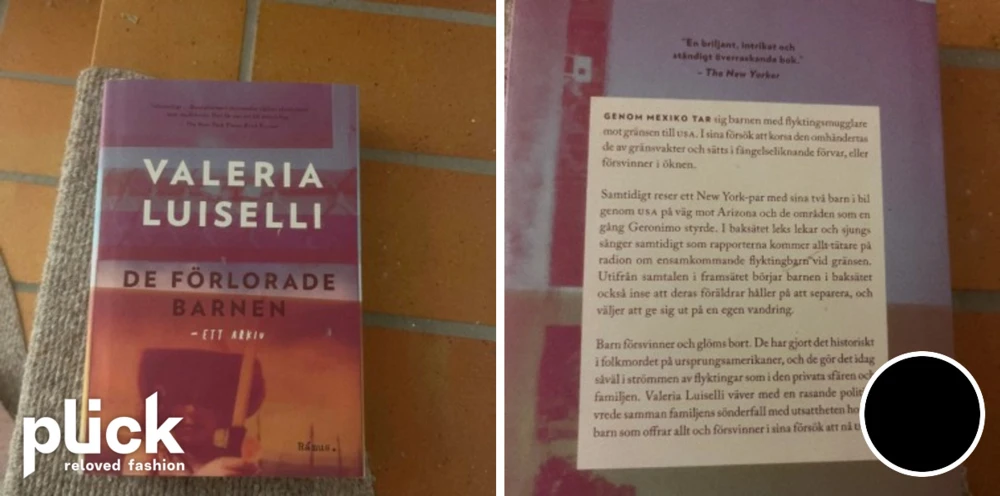 VALERIA
LUISELLI
DE FÖRLORADE
BARNEN
– ETT ARKIV
Rámus.
plick
reloved fashion
"En briljant, intrikat och
ständigt överraskande bok."
– The New Yorker
GENOM MEXIKO TAR sig barnen med flyktingsmugglare
mot gränsen till USA. I sina försök att korsa den omhändertas
de av gränsvakter och sätts i fängelseliknande förvar, eller
försvinner i öknen.
Samtidigt reser ett New York-par med sina två barn i bil
genom USA på väg mot Arizona och de områden som en
gång Geronimo styrde. I baksätet leks lekar och sjungs
sånger samtidigt som rapporterna kommer allt tätare på
radion om ensamkommande flyktingbarn vid gränsen.
Utifrån samtalen i framsätet börjar barnen i baksätet
också inse att deras föräldrar håller på att separera, och
väljer att ge sig ut på en egen vandring.
Barn försvinner och glöms bort. De har gjort det historiskt
i folkmordet på ursprungsamerikaner, och de gör det idag
såväl i strömmen av flyktingar som i den privata sfären och
familjen. Valeria Luiselli väver med en rasande
vrede samman familjens sönderfall med utsattheten
barn som offrar allt och försvinner i sina försök att nå